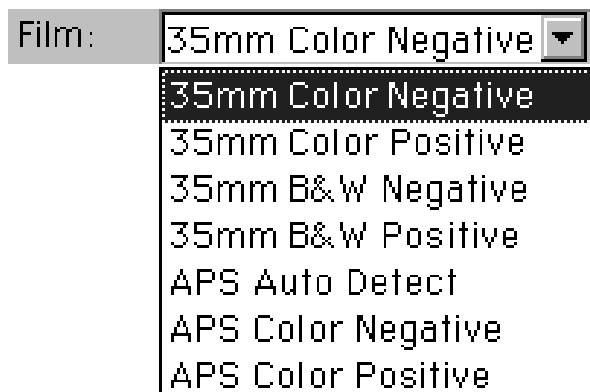 Film: 35mm Color Negative
35mm Color Negative
35mm Color Positive
35mm B&W Negative
35mm B&W Positive
APS Auto Detect
APS Color Negative
APS Color Positive